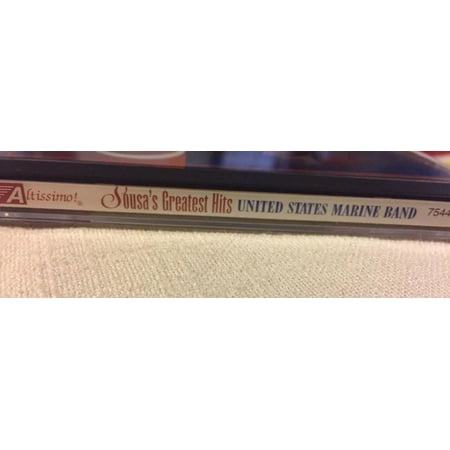 Altissimo!® Sousa's Greatest Hits UNITED STATES MARINE BAND 7544